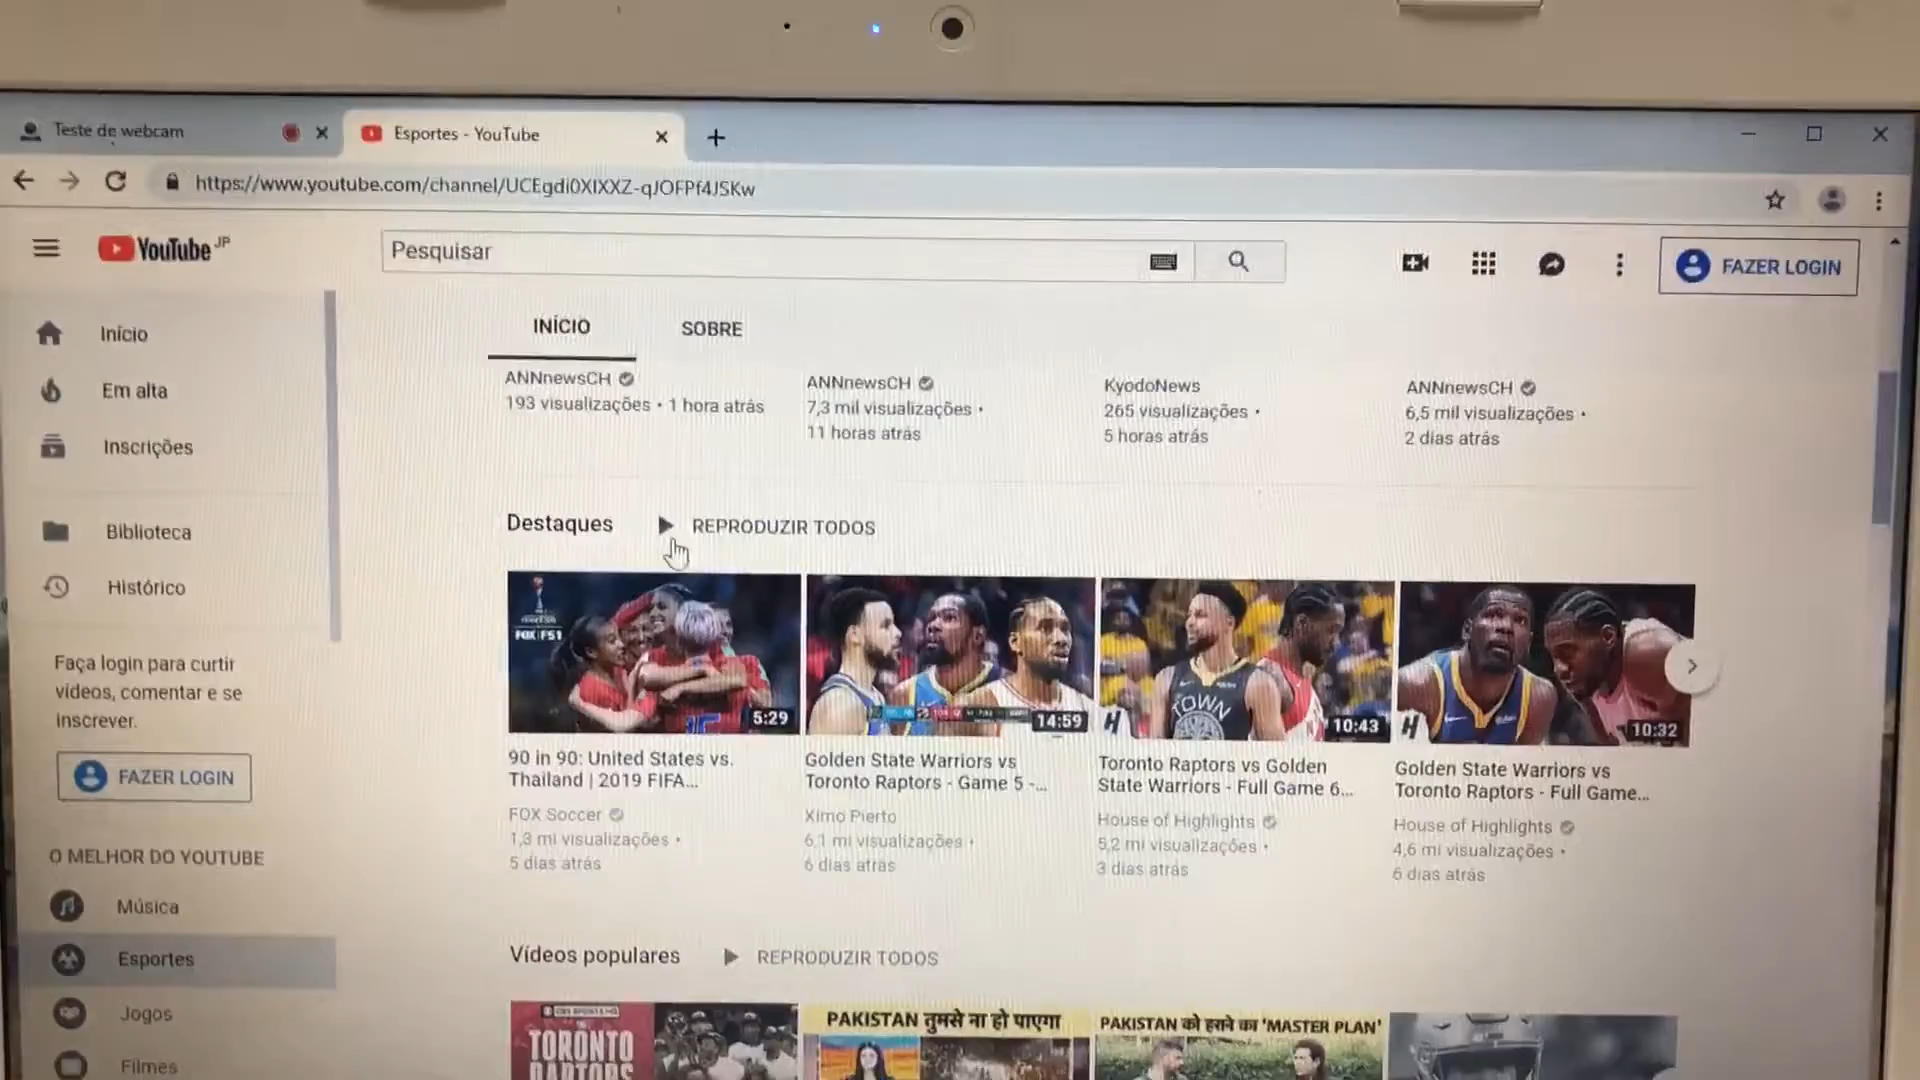 Teste de webcam
Esportes - YouTube
https://www.youtube.com/channel/UCEgdi0XIXXZ-qJOFPf4JSKw
YouTube JP
Pesquisar
FAZER LOGIN
Início
Em alta
Inscrições
Biblioteca
Histórico
Faça login para curtir
vídeos, comentar e se
inscrever.
FAZER LOGIN
O MELHOR DO YOUTUBE
Música
Esportes
Jogos
Filmes
INÍCIO
SOBRE
ANNnewsCH
193 visualizações • 1 hora atrás
ANNnewsCH
7,3 mil visualizações •
11 horas atrás
KyodoNews
265 visualizações •
5 horas atrás
ANNnewsCH
6,5 mil visualizações •
2 dias atrás
Destaques
REPRODUZIR TODOS
FOX FS1
5:29
14:59
TOWN
10:43
10:32
90 in 90: United States vs.
Thailand | 2019 FIFA...
FOX Soccer
1,3 mi visualizações •
5 dias atrás
Golden State Warriors vs
Toronto Raptors - Game 5 -...
Ximo Pierto
6,1 mi visualizações •
6 dias atrás
Toronto Raptors vs Golden
State Warriors - Full Game 6...
House of Highlights
5,2 mi visualizações •
3 dias atrás
Golden State Warriors vs
Toronto Raptors - Full Game...
House of Highlights
4,6 mi visualizações •
6 dias atrás
Vídeos populares
REPRODUZIR TODOS
TORONTO
RAPTORS
PAKISTAN तुमसे ना हो पाएगा
PAKISTAN को हराने का 'MASTER PLAN'